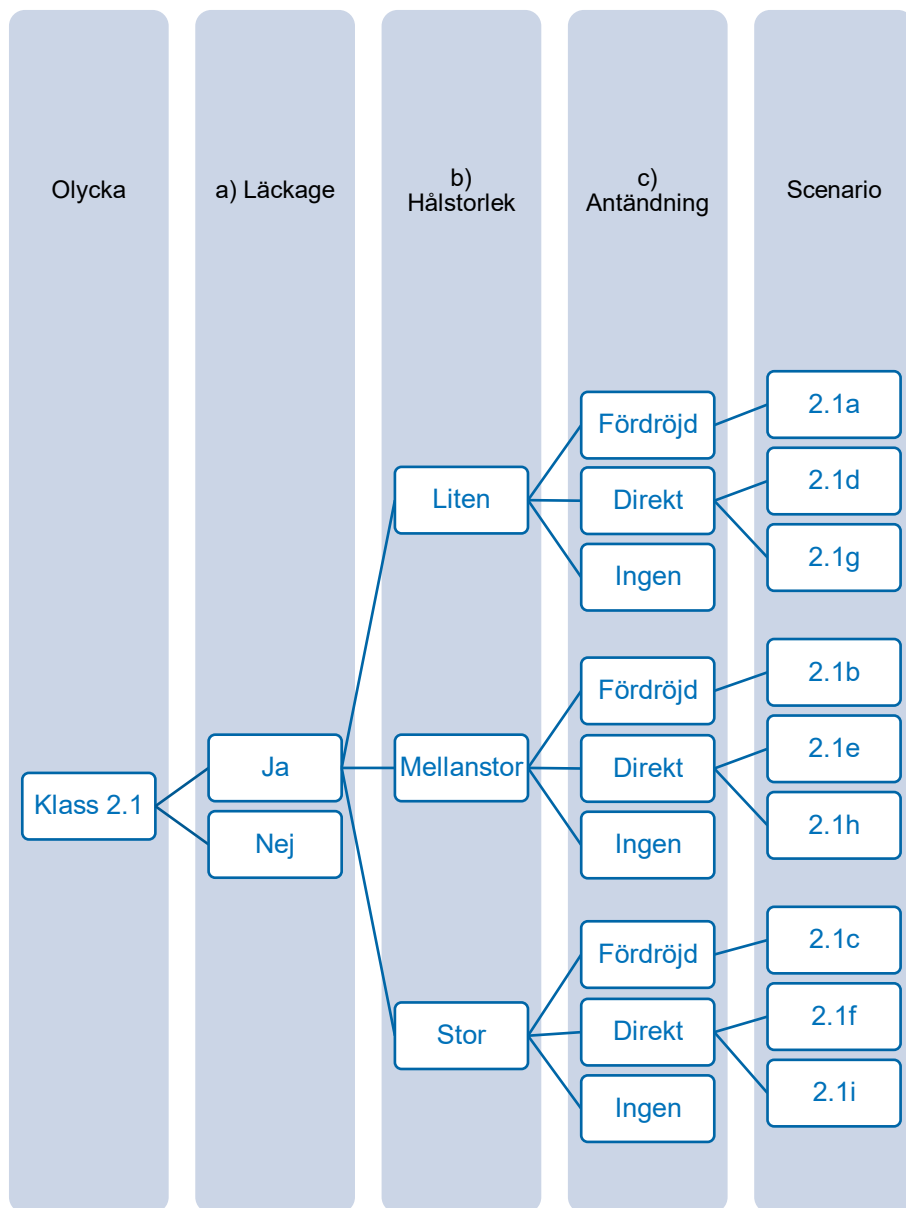 Olycka
a) Läckage
b)
Hålstorlek
c)
Antändning
Scenario
Klass 2.1
Ja
Nej
Liten
Mellanstor
Stor
Fördröjd
Direkt
Ingen
Fördröjd
Direkt
Ingen
Fördröjd
Direkt
Ingen
2.1a
2.1d
2.1g
2.1b
2.1e
2.1h
2.1c
2.1f
2.1i